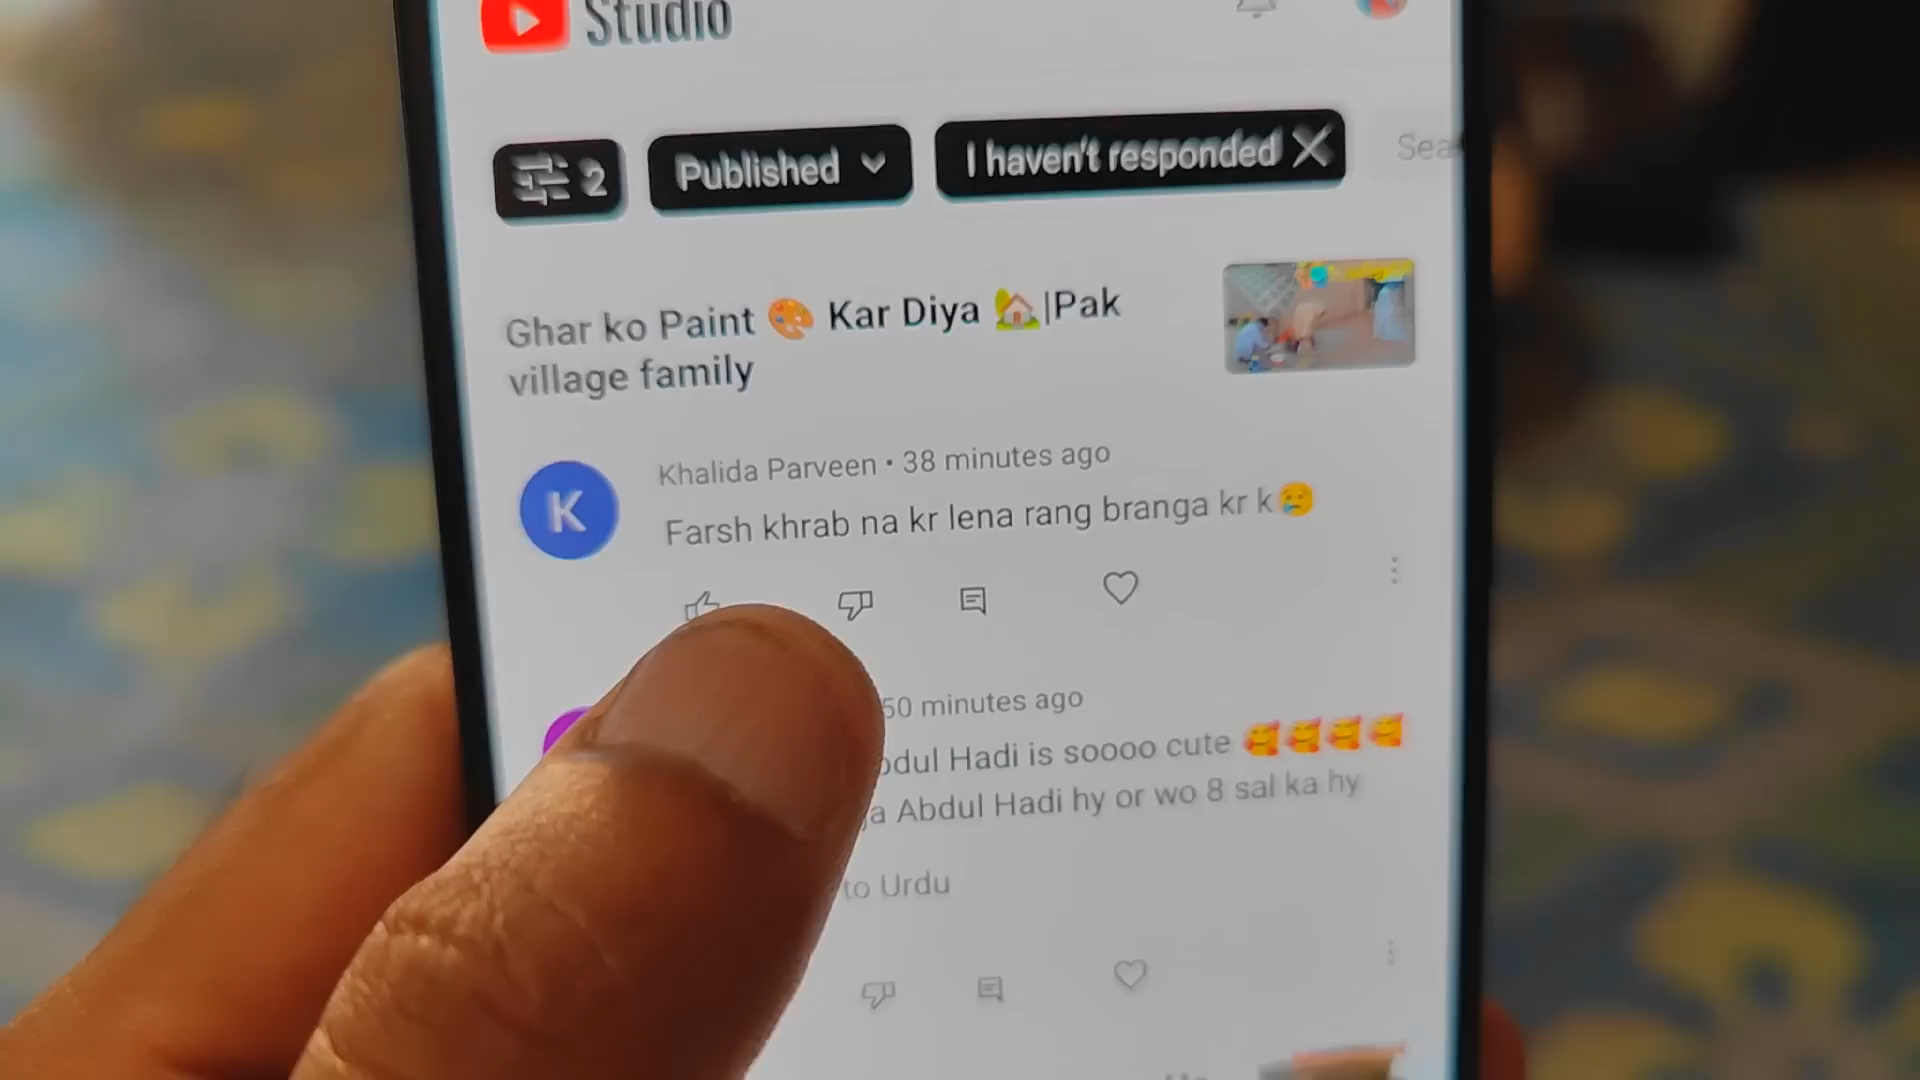 Studio
2 Published I haven't responded
Ghar ko Paint 🎨 Kar Diya 🏡|Pak
village family
K
Khalida Parveen • 38 minutes ago
Farsh khrab na kr lena rang branga kr k😢
50 minutes ago
Hadi is soooo cute 🥰🥰🥰🥰
Abdul Hadi hy or wo 8 sal ka hy
to Urdu